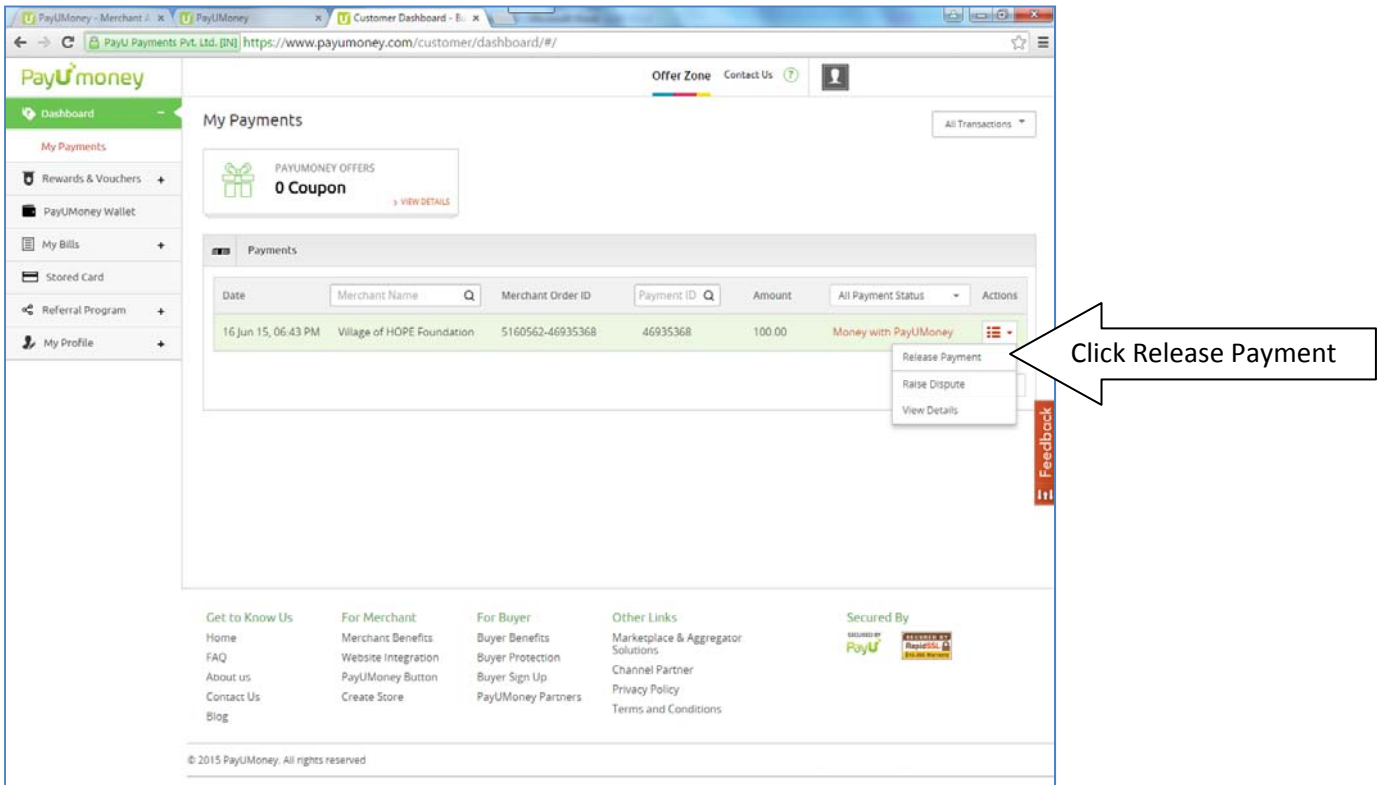 PayUMoney - Merchant A
PayUMoney
Customer Dashboard - B
PayU Payments Pvt. Ltd. [IN] https://www.payumoney.com/customer/dashboard/#/
PayUmoney
Offer Zone Contact Us ?
Dashboard
My Payments
Rewards & Vouchers +
PayUMoney Wallet
My Bills +
Stored Card
Referral Program +
My Profile +
My Payments
All Transactions
PAYUMONEY OFFERS
0 Coupon
> VIEW DETAILS
Payments
Date Merchant Name Merchant Order ID Payment ID Amount All Payment Status Actions
16 Jun 15, 06:43 PM Village of HOPE Foundation 5160562-46935368 46935368 100.00 Money with PayUMoney
Release Payment
Raise Dispute
View Details
Click Release Payment
Feedback
Get to Know Us
Home
FAQ
About us
Contact Us
Blog
For Merchant
Merchant Benefits
Website Integration
PayUMoney Button
Create Store
For Buyer
Buyer Benefits
Buyer Protection
Buyer Sign Up
PayUMoney Partners
Other Links
Marketplace & Aggregator
Solutions
Channel Partner
Privacy Policy
Terms and Conditions
Secured By
SECURED BY
PayU
SECURED BY
RapidSSL
© 2015 PayUMoney. All rights reserved